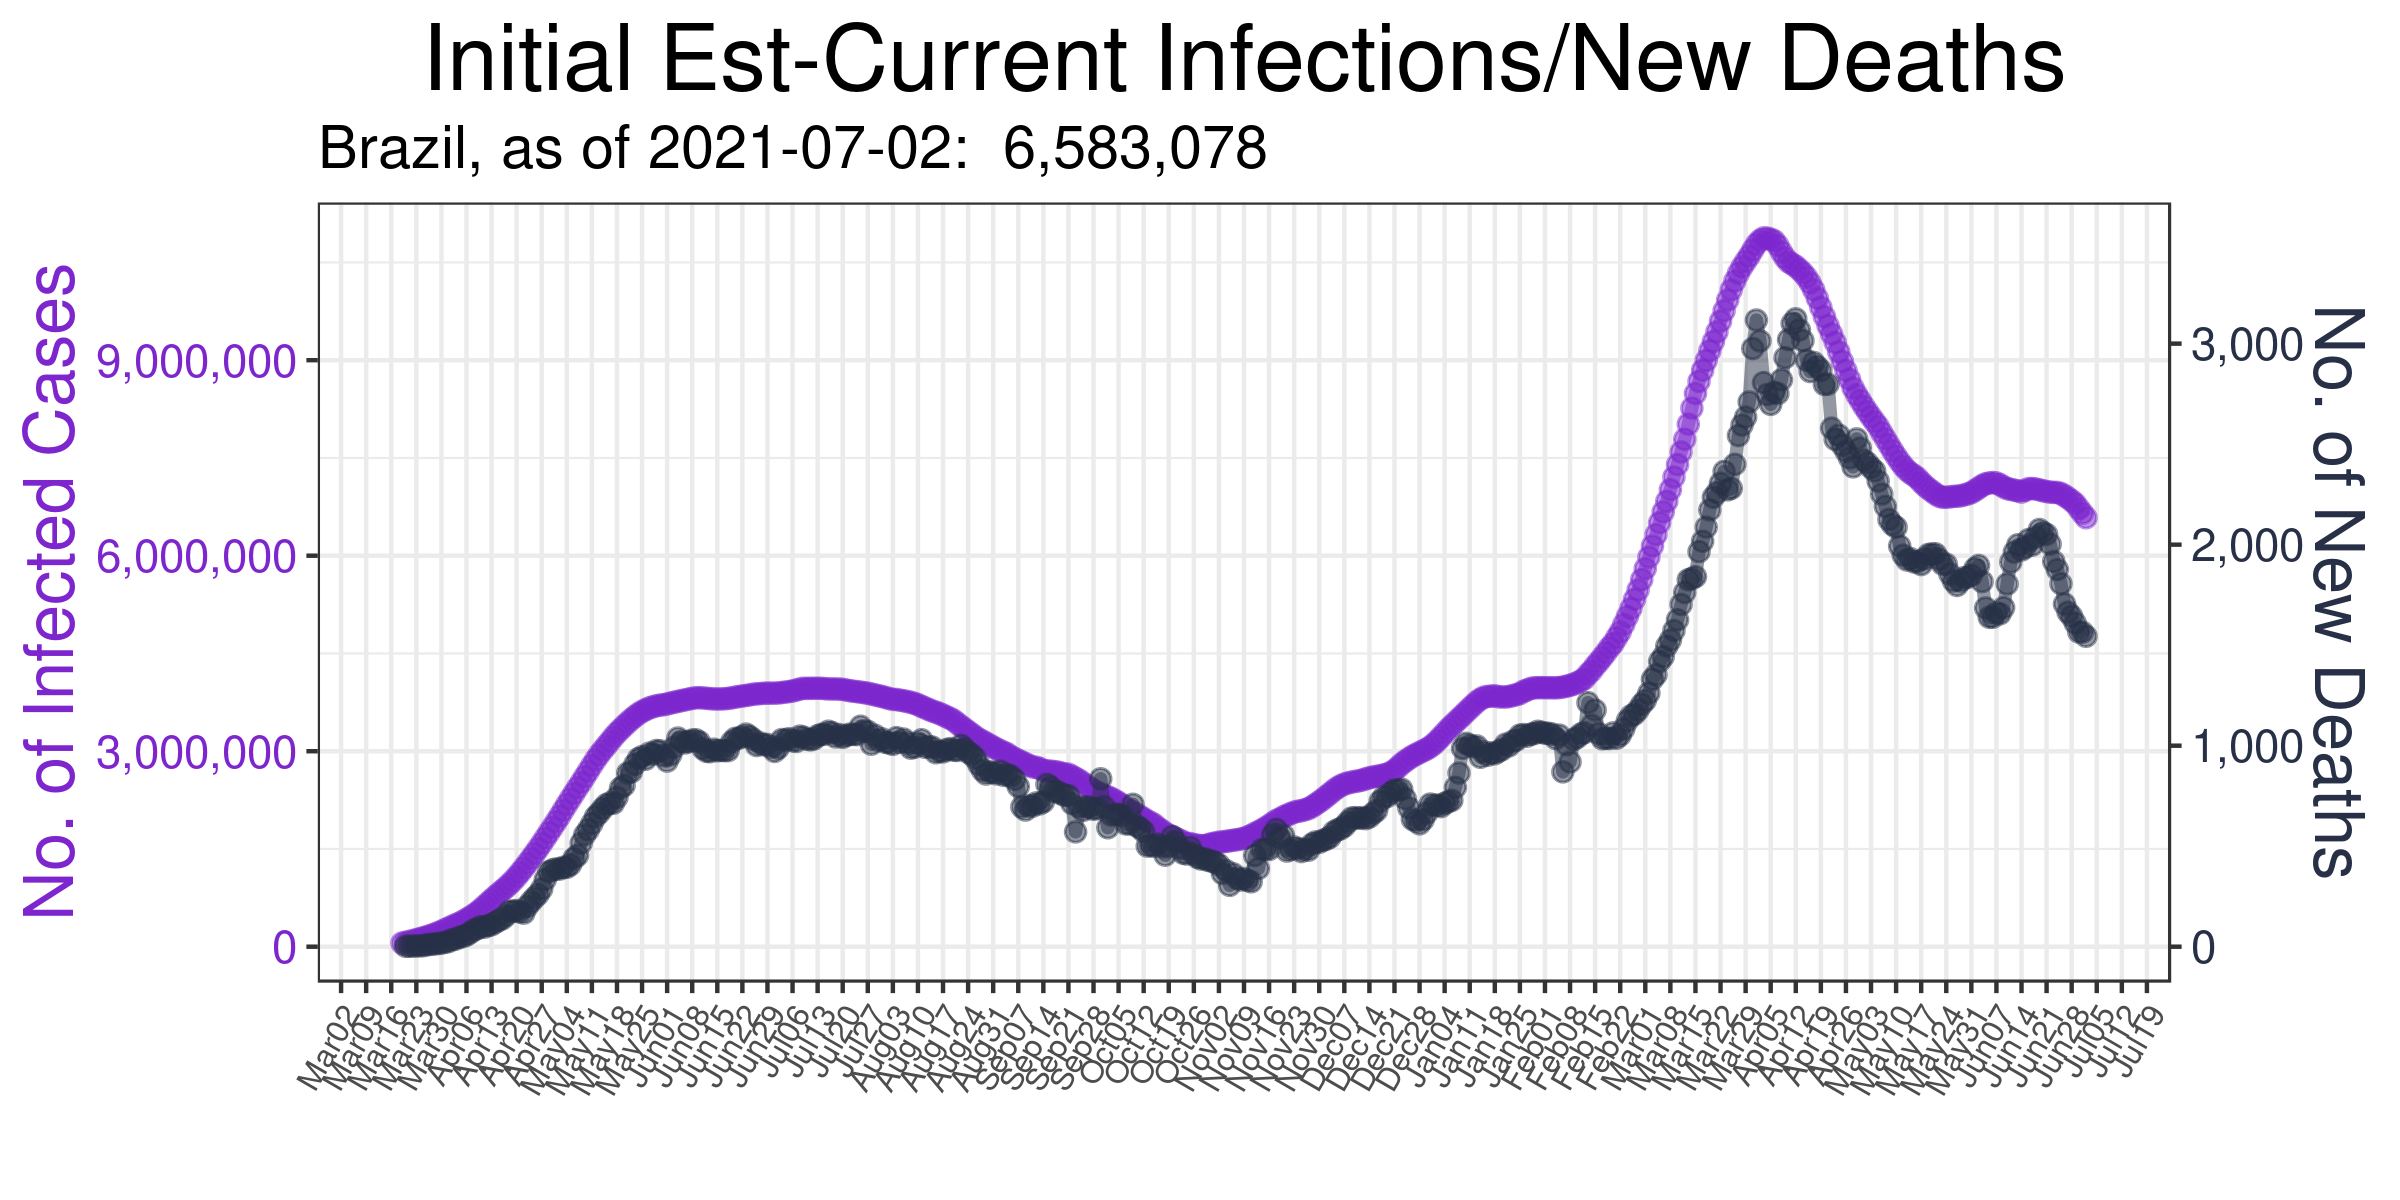 Initial Est-Current Infections/New Deaths
Brazil, as of 2021-07-02: 6,583,078
No. of Infected Cases
9,000,000
6,000,000
3,000,000
0
No. of New Deaths
3,000
2,000
1,000
0
Mar02
Mar09
Mar16
Mar23
Mar30
Apr06
Apr13
Apr20
Apr27
May04
May11
May18
May25
Jun01
Jun08
Jun15
Jun22
Jun29
Jul06
Jul13
Jul20
Jul27
Aug03
Aug10
Aug17
Aug24
Aug31
Sep07
Sep14
Sep21
Sep28
Oct05
Oct12
Oct19
Oct26
Nov02
Nov09
Nov16
Nov23
Nov30
Dec07
Dec14
Dec21
Dec28
Jan04
Jan11
Jan18
Jan25
Feb01
Feb08
Feb15
Feb22
Mar01
Mar08
Mar15
Mar22
Mar29
Apr05
Apr12
Apr19
Apr26
May03
May10
May17
May24
May31
Jun07
Jun14
Jun21
Jun28
Jul05
Jul12
Jul19